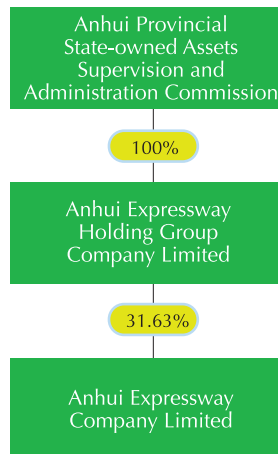 Anhui Provincial
State-owned Assets
Supervision and
Administration Commission
100%
Anhui Expressway
Holding Group
Company Limited
31.63%
Anhui Expressway
Company Limited